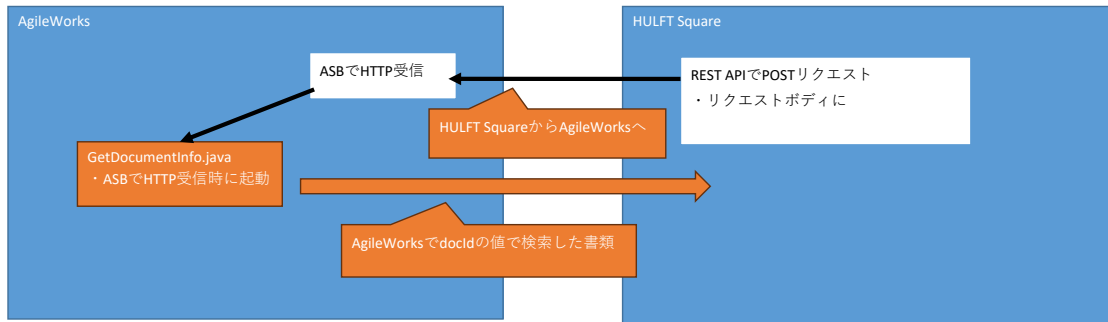 AgileWorks
HULFT Square
ASBでHTTP受信
REST APIでPOSTリクエスト
・リクエストボディに
HULFT SquareからAgileWorksへ
GetDocumentInfo.java
・ASBでHTTP受信時に起動
AgileWorksでdocIdの値で検索した書類